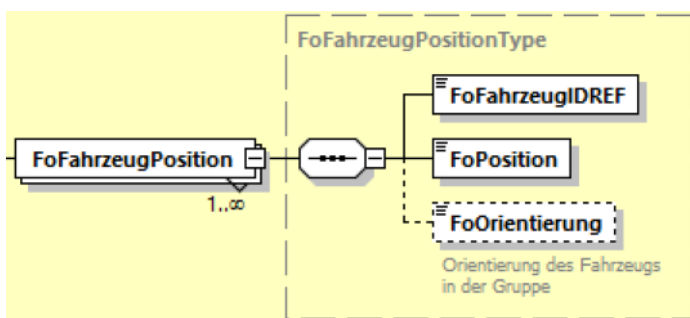 FoFahrzeugPositionType
FoFahrzeugIDREF
FoFahrzeugPosition
FoPosition
1..∞
FoOrientierung
Orientierung des Fahrzeugs
in der Gruppe